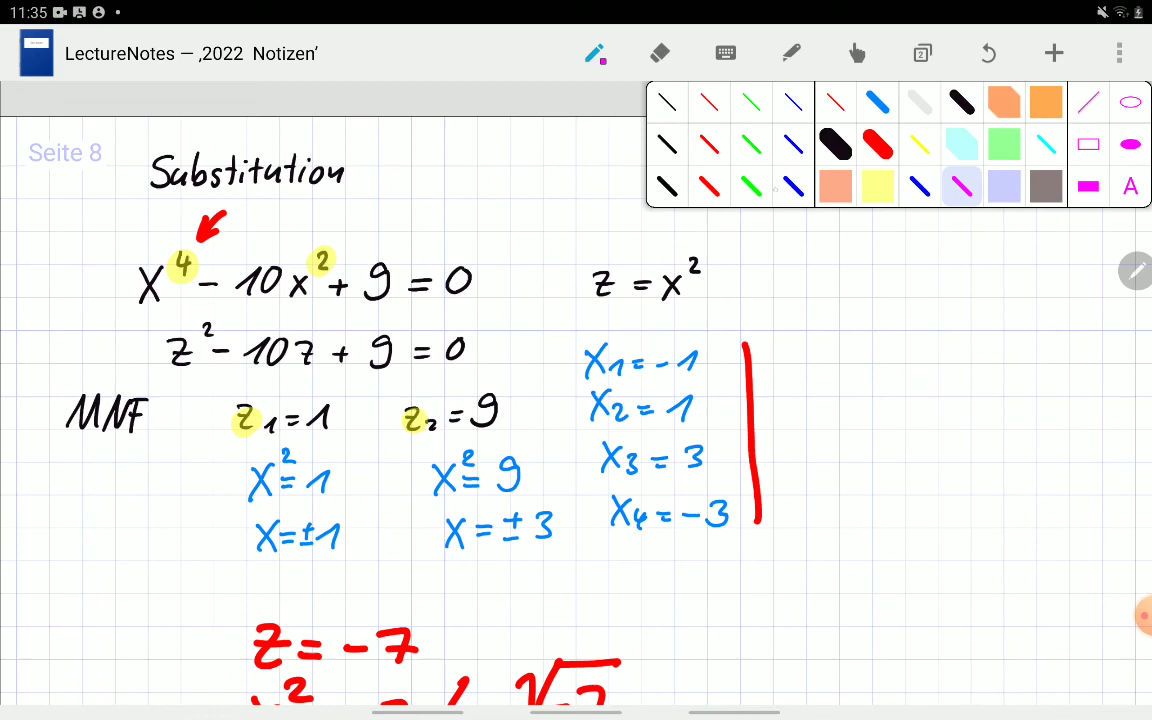 11:35
LectureNotes — ‚2022 Notizen’
2
A
Seite 8
Substitution
x⁴ - 10x² + 9 = 0
z = x²
z² - 10z + 9 = 0
MNF z₁ = 1 z₂ = 9
x² = 1 x² = 9
x = ±1 x = ±3
x₁ = -1
x₂ = 1
x₃ = 3
x₄ = -3
z = -7